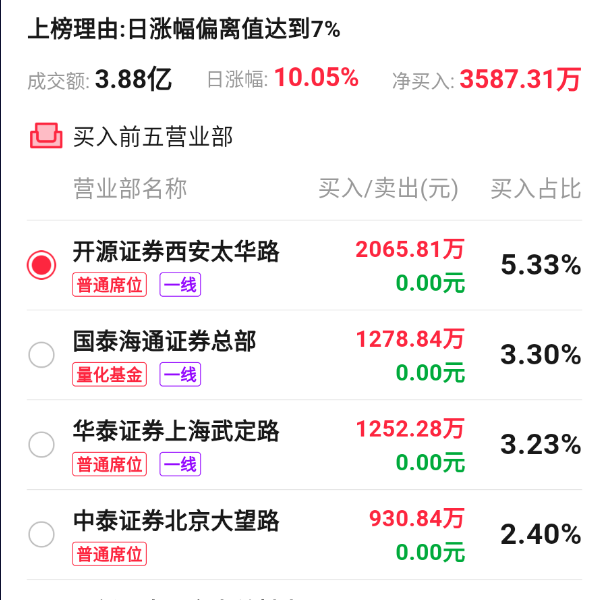 上榜理由:日涨幅偏离值达到7%
成交额: 3.88亿 日涨幅: 10.05% 净买入: 3587.31万
买入前五营业部
营业部名称 买入/卖出(元) 买入占比
开源证券西安太华路 2065.81万 5.33%
普通席位 一线 0.00元
国泰海通证券总部 1278.84万 3.30%
量化基金 一线 0.00元
华泰证券上海武定路 1252.28万 3.23%
普通席位 一线 0.00元
中泰证券北京大望路 930.84万 2.40%
普通席位 0.00元